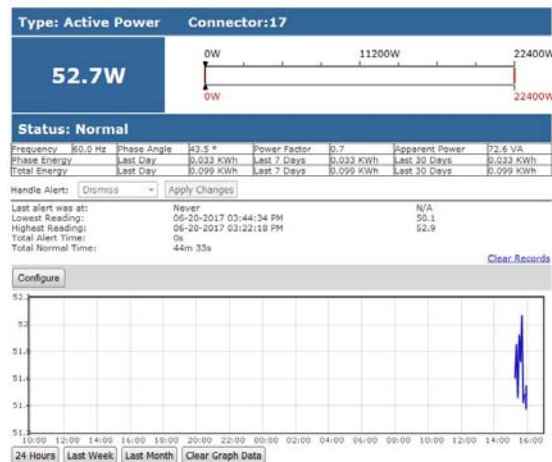 Type: Active Power Connector:17
52.7W
0W 11200W 22400W
0W 22400W
Status: Normal
Frequency 60.0 Hz Phase Angle 43.5 ° Power Factor 0.7 Apparent Power 72.6 VA
Phase Energy Last Day 0.033 KWh Last 7 Days 0.033 KWh Last 30 Days 0.033 KWh
Total Energy Last Day 0.099 KWh Last 7 Days 0.099 KWh Last 30 Days 0.099 KWh
Handle Alert: Dismiss Apply Changes
Last alert was at: Never N/A
Lowest Reading: 06-20-2017 03:44:34 PM 50.1
Highest Reading: 06-20-2017 03:22:18 PM 52.9
Total Alert Time: 0s
Total Normal Time: 44m 33s
Clear Records
Configure
52.2
52
51.8
51.6
51.4
51.2
10:00 12:00 14:00 16:00 18:00 20:00 22:00 00:00 02:00 04:00 06:00 08:00 10:00 12:00 14:00 16:00
24 Hours Last Week Last Month Clear Graph Data